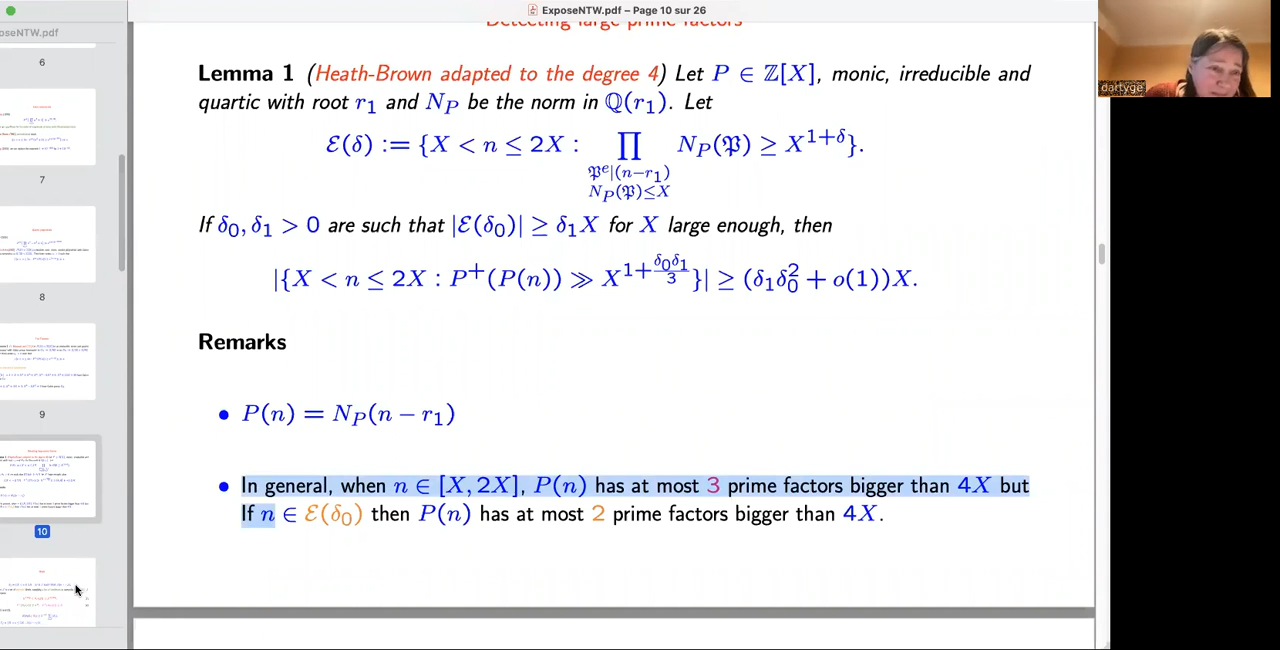 ExposeNTW.pdf – Page 10 sur 26
oseNTW.pdf
6
7
8
9
10
Detecting large prime factors
Lemma 1 (Heath-Brown adapted to the degree 4) Let P ∈ ℤ[X], monic, irreducible and
quartic with root r₁ and N_P be the norm in ℚ(r₁). Let
ℰ(δ) := {X < n ≤ 2X : ∏ N_P(𝔓) ≥ X^{1+δ}}.
𝔓^e|(n−r₁)
N_P(𝔓)≤X
If δ₀, δ₁ > 0 are such that |ℰ(δ₀)| ≥ δ₁X for X large enough, then
|{X < n ≤ 2X : P⁺(P(n)) ≫ X^{1+δ₀δ₁/3}}| ≥ (δ₁δ₀² + o(1))X.
Remarks
• P(n) = N_P(n − r₁)
• In general, when n ∈ [X, 2X], P(n) has at most 3 prime factors bigger than 4X but
If n ∈ ℰ(δ₀) then P(n) has at most 2 prime factors bigger than 4X.
dartyge